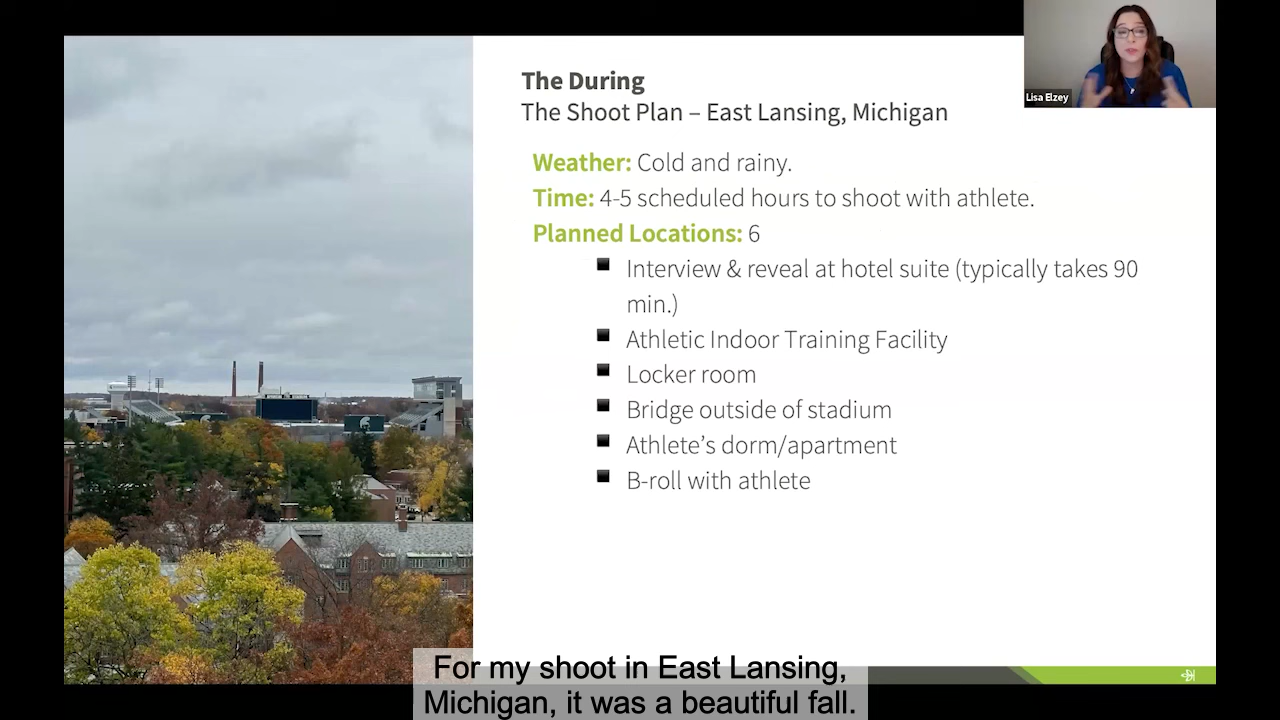 Lisa Elzey
The During
The Shoot Plan – East Lansing, Michigan
Weather: Cold and rainy.
Time: 4-5 scheduled hours to shoot with athlete.
Planned Locations: 6
Interview & reveal at hotel suite (typically takes 90
min.)
Athletic Indoor Training Facility
Locker room
Bridge outside of stadium
Athlete’s dorm/apartment
B-roll with athlete
For my shoot in East Lansing,
Michigan, it was a beautiful fall.